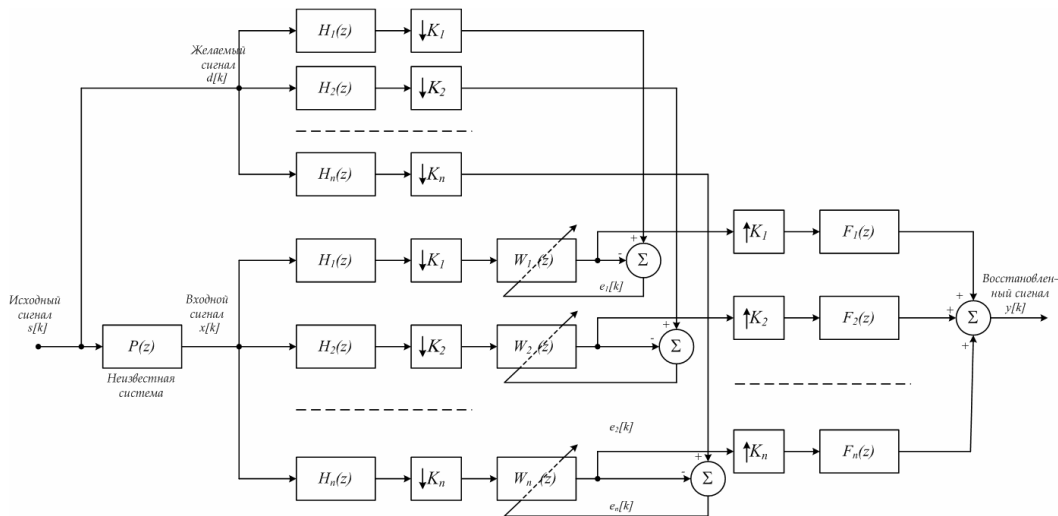 H1(z)
↓K1
Желаемый
сигнал
d[k]
H2(z)
↓K2
Hn(z)
↓Kn
↑K1
F1(z)
H1(z)
↓K1
W1 (z)
+
-
Σ
e1[k]
Исходный
сигнал
s[k]
Входной
сигнал
x[k]
P(z)
Неизвестная
система
H2(z)
↓K2
W2 (z)
+
-
Σ
↑K2
F2(z)
+
+
+
Σ
Восстановлен-
ный сигнал
y[k]
e2[k]
Hn(z)
↓Kn
Wn (z)
+
-
Σ
en[k]
↑Kn
Fn(z)